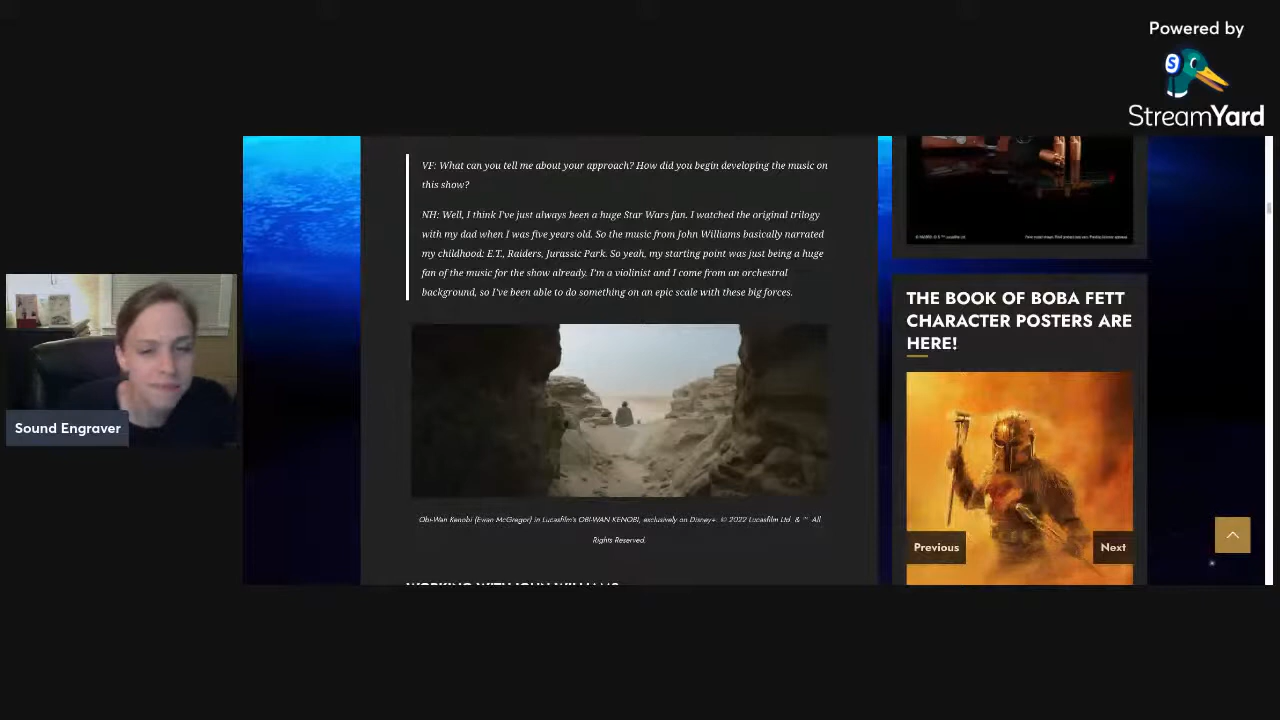 Powered by
S
StreamYard
VF: What can you tell me about your approach? How did you begin developing the music on
this show?
NH: Well, I think I've just always been a huge Star Wars fan. I watched the original trilogy
with my dad when I was five years old. So the music from John Williams basically narrated
my childhood: E.T., Raiders, Jurassic Park. So yeah, my starting point was just being a huge
fan of the music for the show already. I'm a violinist and I come from an orchestral
background, so I've been able to do something on an epic scale with these big forces.
Obi-Wan Kenobi (Ewan McGregor) in Lucasfilm's OBI-WAN KENOBI, exclusively on Disney+. © 2022 Lucasfilm Ltd. & ™. All
Rights Reserved.
WORKING WITH JOHN WILLIAMS
THE BOOK OF BOBA FETT
CHARACTER POSTERS ARE
HERE!
Previous
Next
Sound Engraver